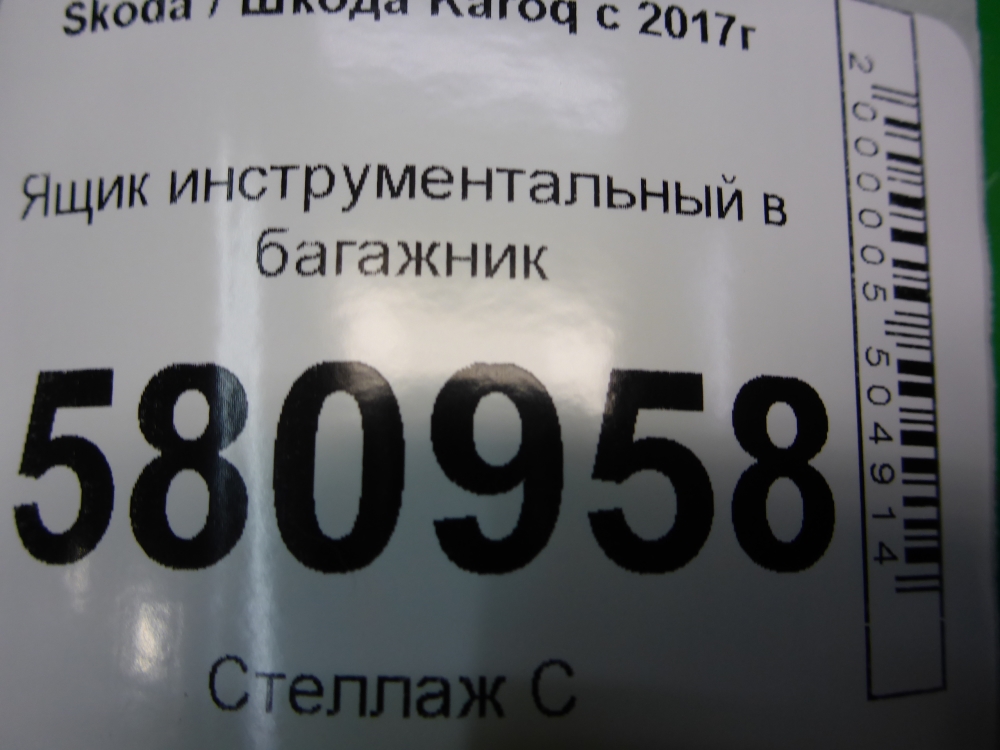 Skoda / Шкода Karoq с 2017г
Ящик инструментальный в
багажник
580958
Стеллаж С
2000005504914